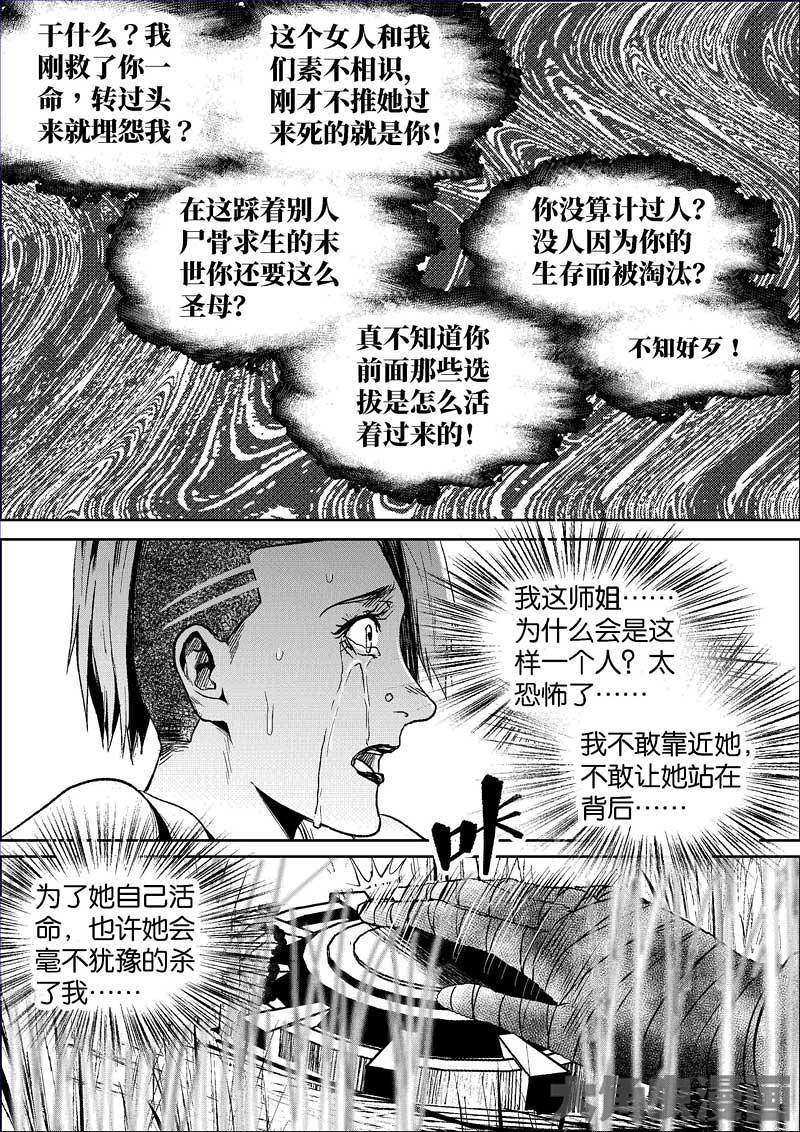 干什么？我
刚救了你一
命，转过头
来就埋怨我？
这个女人和我
们素不相识,
刚才不推她过
来死的就是你!
在这踩着别人
尸骨求生的末
世你还要这么
圣母?
你没算计过人?
没人因为你的
生存而被淘汰?
真不知道你
前面那些选
拔是怎么活
着过来的!
不知好歹！
我这师姐……
为什么会是这
样一个人？太
恐怖了……
我不敢靠近她,
不敢让她站在
背后……
咔
为了她自己活
命，也许她会
毫不犹豫的杀
了我……
大角虫漫画